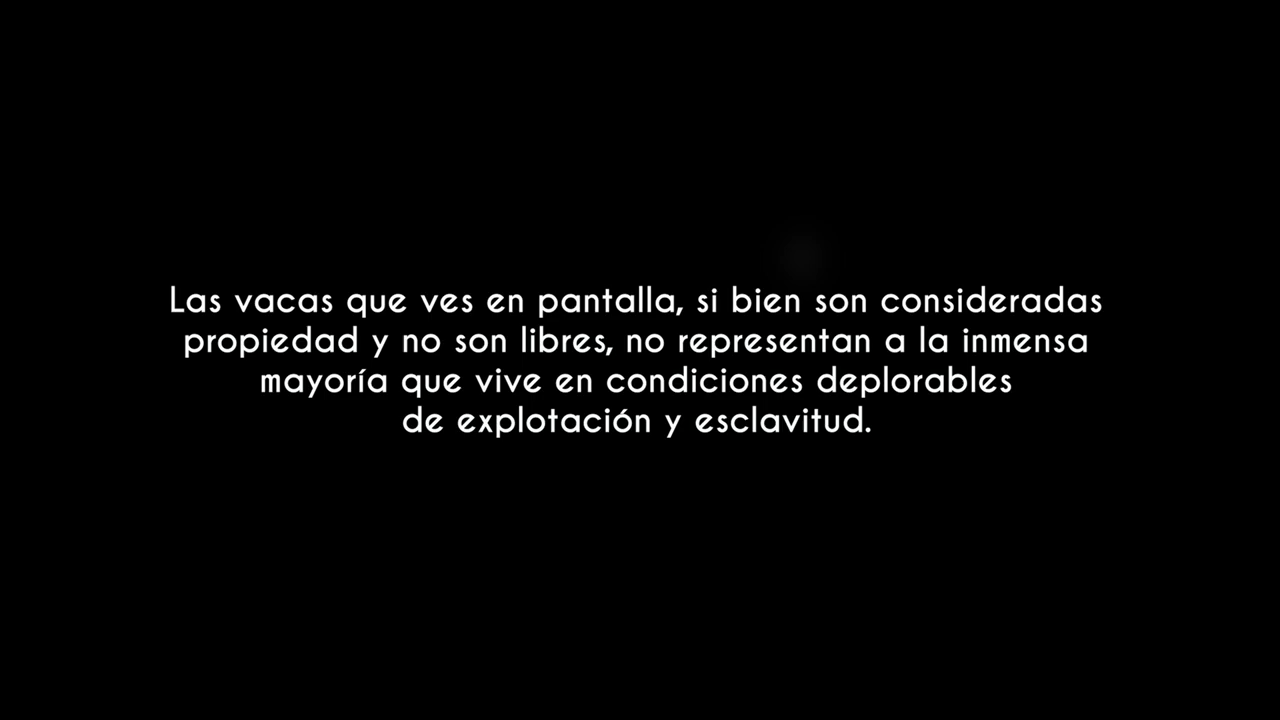 Las vacas que ves en pantalla, si bien son consideradas
propiedad y no son libres, no representan a la inmensa
mayoría que vive en condiciones deplorables
de explotación y esclavitud.